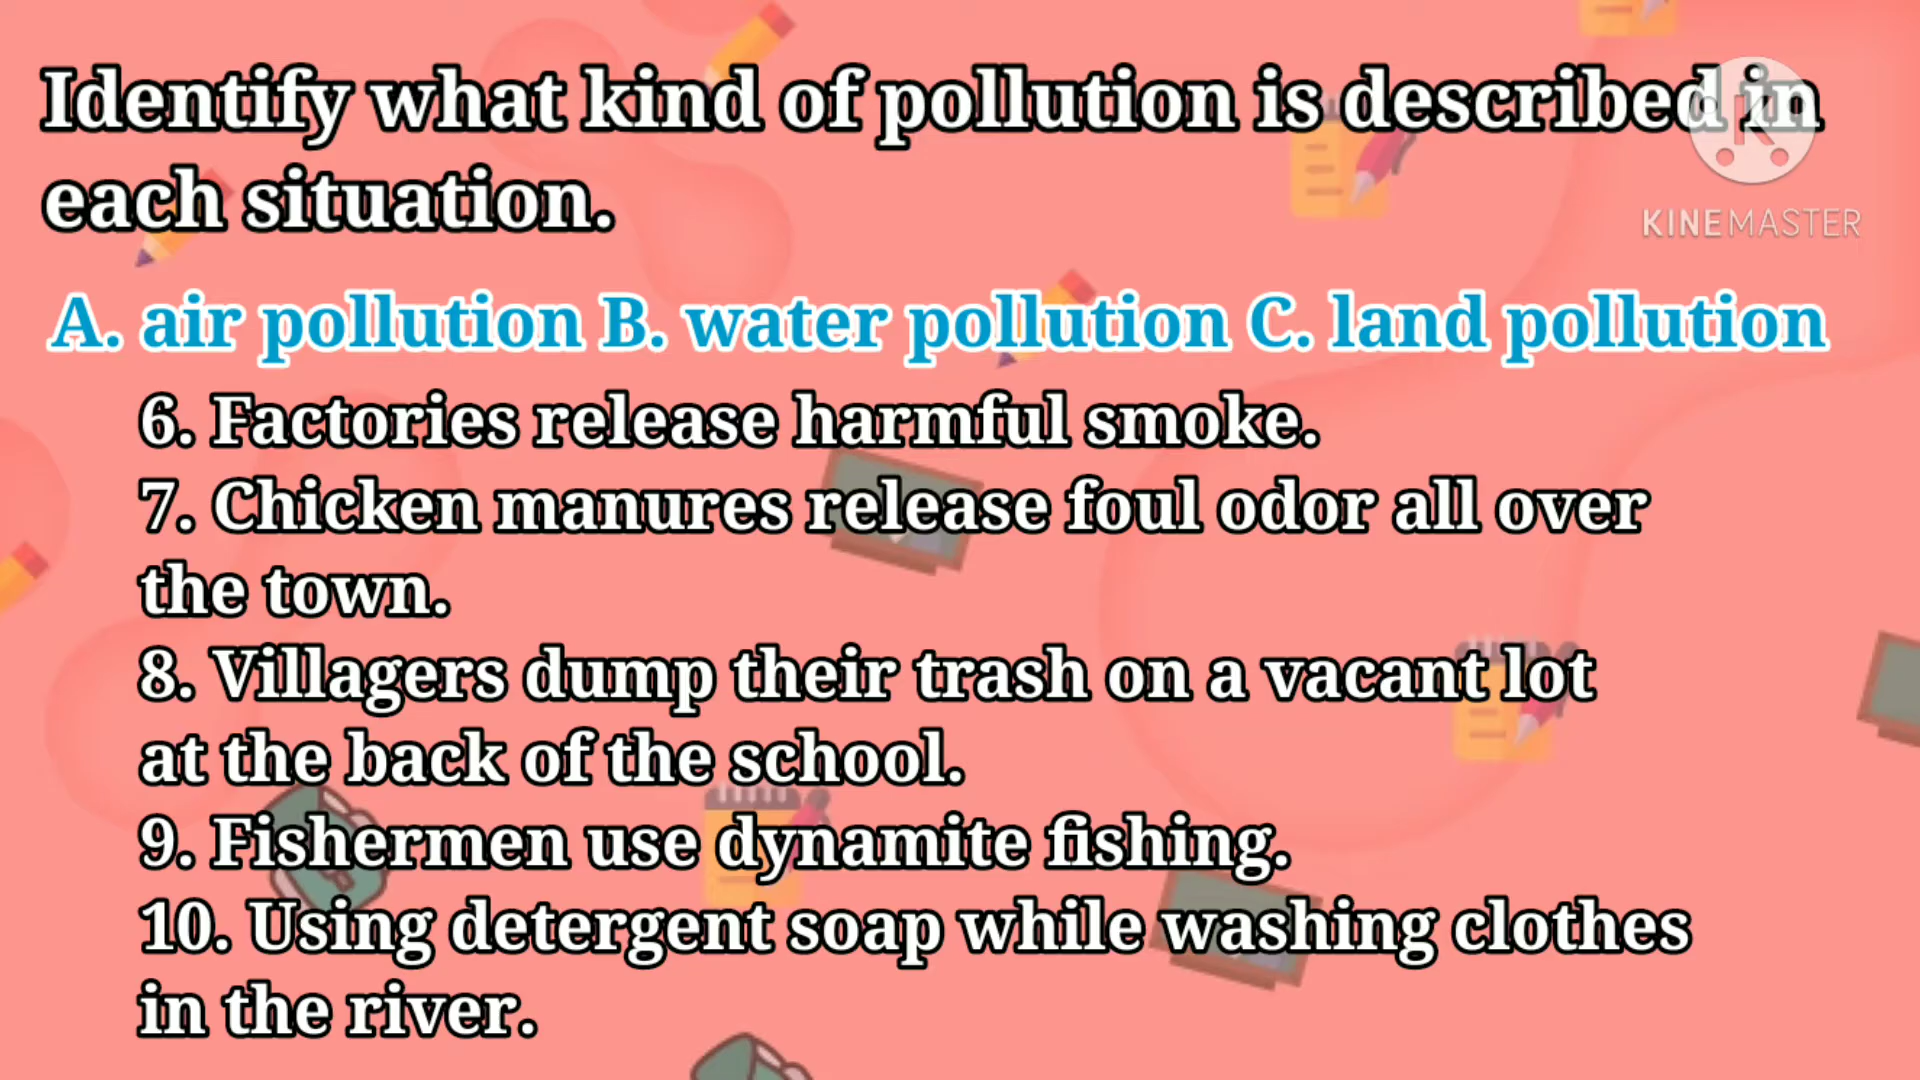 Identify what kind of pollution is described in
each situation.
KINEMASTER
A. air pollution B. water pollution C. land pollution
6. Factories release harmful smoke.
7. Chicken manures release foul odor all over
the town.
8. Villagers dump their trash on a vacant lot
at the back of the school.
9. Fishermen use dynamite fishing.
10. Using detergent soap while washing clothes
in the river.